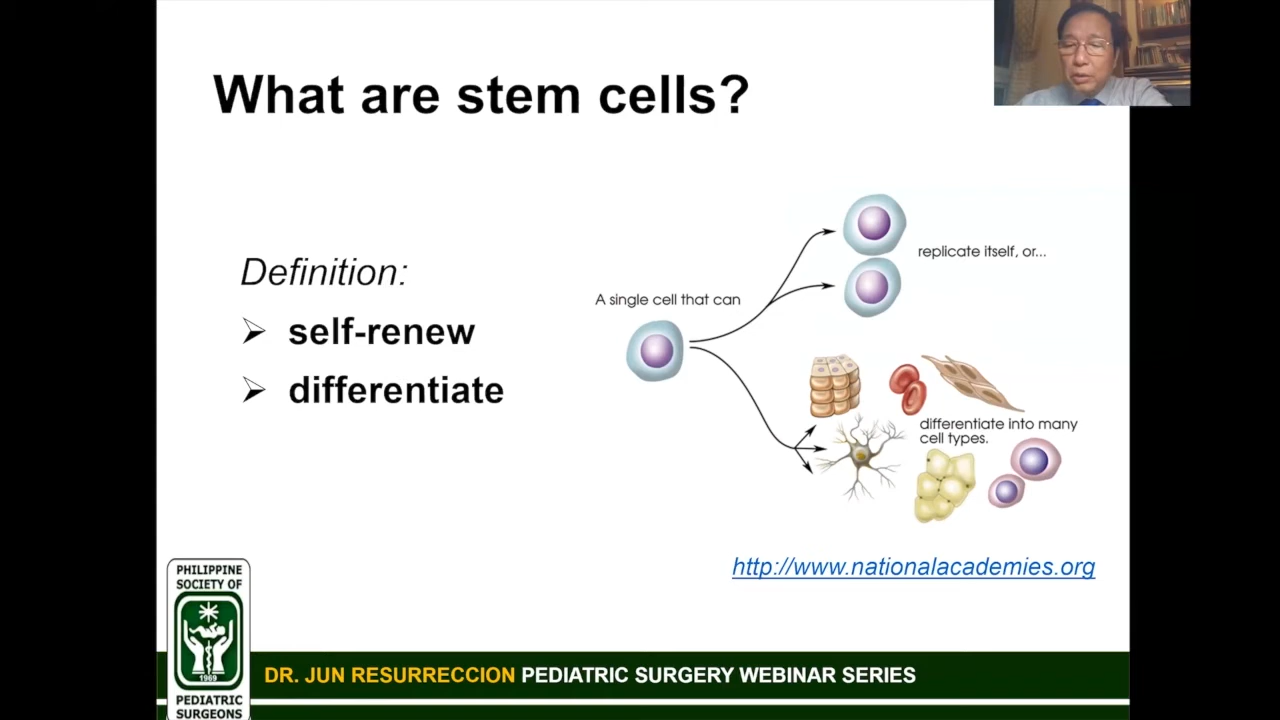 What are stem cells?
Definition:
➢ self-renew
➢ differentiate
A single cell that can
replicate itself, or...
differentiate into many
cell types.
http://www.nationalacademies.org
PHILIPPINE
SOCIETY OF
1969
PEDIATRIC
SURGEONS
DR. JUN RESURRECCION PEDIATRIC SURGERY WEBINAR SERIES